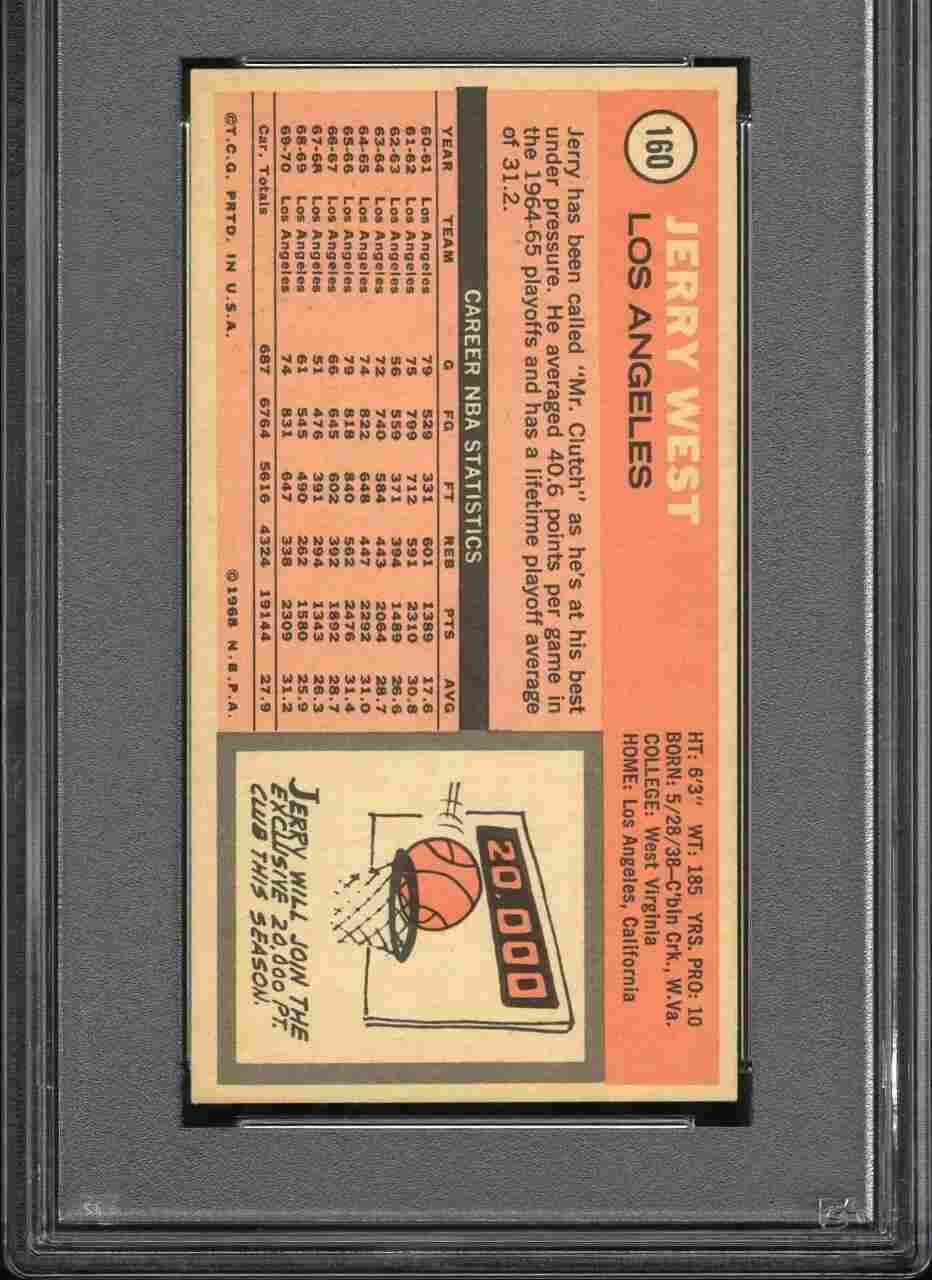 160
JERRY WEST
LOS ANGELES
HT: 6'3" WT: 185 YRS. PRO: 10
BORN: 5/28/38—C'bin Crk., W.Va.
COLLEGE: West Virginia
HOME: Los Angeles, California
Jerry has been called "Mr. Clutch" as he's at his best
under pressure. He averaged 40.6 points per game in
the 1964-65 playoffs and has a lifetime playoff average
of 31.2.
CAREER NBA STATISTICS
YEAR TEAM G FG FT REB PTS AVG
60-61 Los Angeles 79 529 331 601 1389 17.6
61-62 Los Angeles 75 799 712 591 2310 30.8
62-63 Los Angeles 56 559 371 394 1489 26.6
63-64 Los Angeles 72 740 584 443 2064 28.7
64-65 Los Angeles 74 822 648 447 2292 31.0
65-66 Los Angeles 79 818 840 562 2476 31.4
66-67 Los Angeles 66 645 602 392 1892 28.7
67-68 Los Angeles 51 476 391 294 1343 26.3
68-69 Los Angeles 61 545 490 262 1580 25.9
69-70 Los Angeles 74 831 647 338 2309 31.2
Car. Totals 687 6764 5616 4324 19144 27.9
©T.C.G. PRTD. IN U.S.A. ©1968 N.B.P.A.
20,000
JERRY WILL JOIN THE
EXCLUSIVE 20,000 PT.
CLUB THIS SEASON.